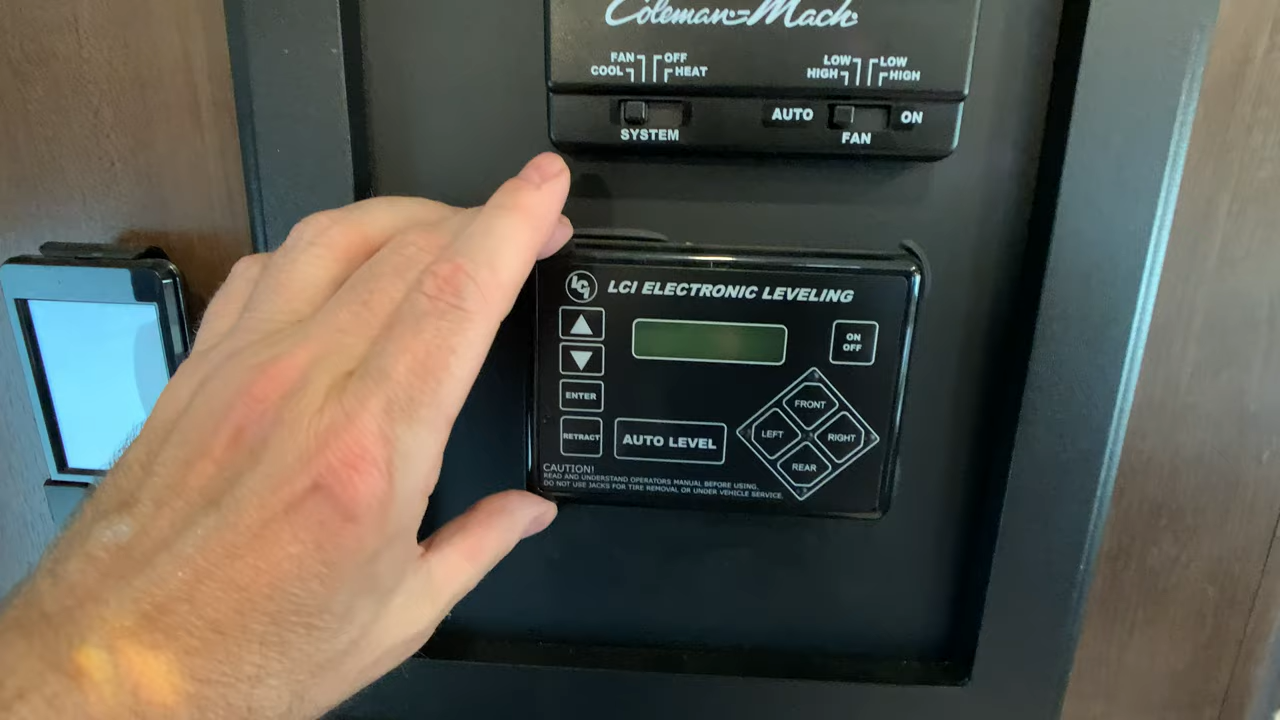 Coleman-Mach
FAN OFF
COOL HEAT
LOW LOW
HIGH HIGH
SYSTEM
AUTO ON
FAN
LCI LCI ELECTRONIC LEVELING
ON
OFF
ENTER
RETRACT
AUTO LEVEL
FRONT
LEFT RIGHT
REAR
CAUTION!
READ AND UNDERSTAND OPERATORS MANUAL BEFORE USING.
DO NOT USE JACKS FOR TIRE REMOVAL OR UNDER VEHICLE SERVICE.